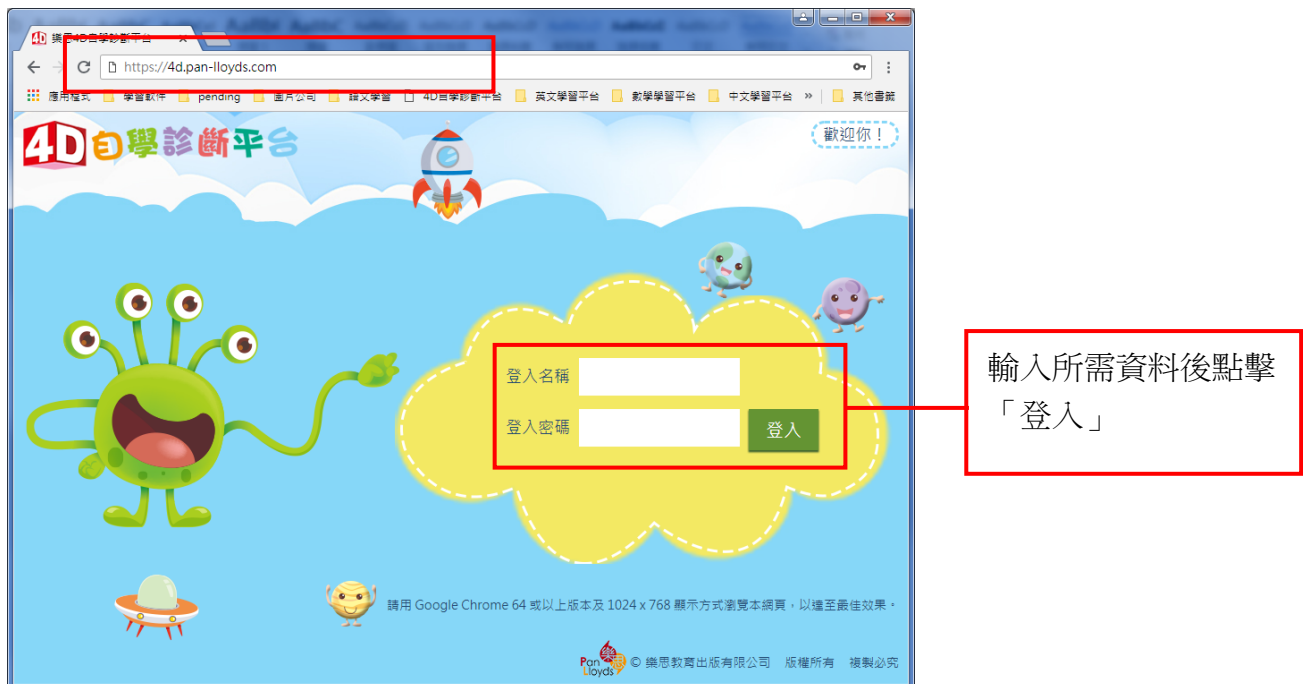 樂思4D自學診斷平台
https://4d.pan-lloyds.com
應用程式 學習軟件 pending 圖片公司 語文學習 4D自學診斷平台 英文學習平台 數學學習平台 中文學習平台 » 其他書籤
4D自學診斷平台
歡迎你！
登入名稱
登入密碼
登入
輸入所需資料後點擊
「登入」
請用 Google Chrome 64 或以上版本及 1024 x 768 顯示方式瀏覽本網頁，以達至最佳效果。
Pan Lloyds 樂思 © 樂思教育出版有限公司 版權所有 複製必究